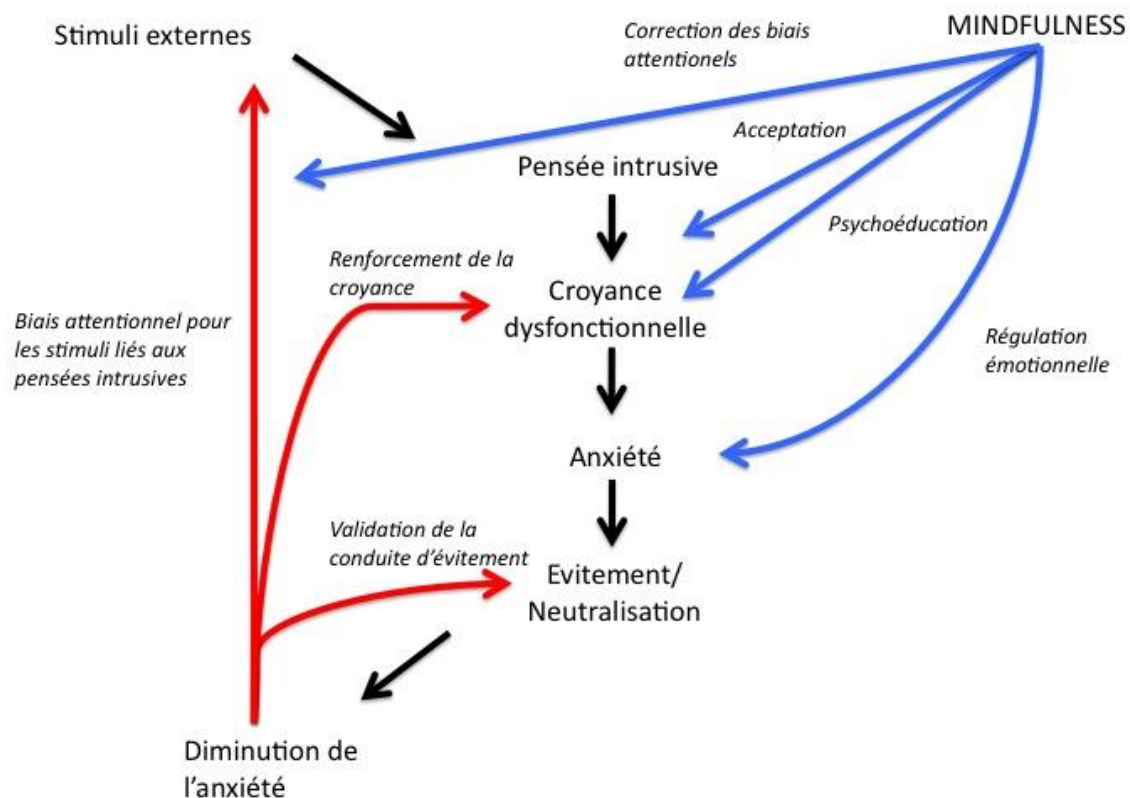 Stimuli externes
Correction des biais
attentionels
MINDFULNESS
Acceptation
Pensée intrusive
Psychoéducation
Renforcement de la
croyance
Croyance
dysfonctionnelle
Biais attentionnel pour
les stimuli liés aux
pensées intrusives
Régulation
émotionnelle
Anxiété
Validation de la
conduite d'évitement
Evitement/
Neutralisation
Diminution de
l'anxiété